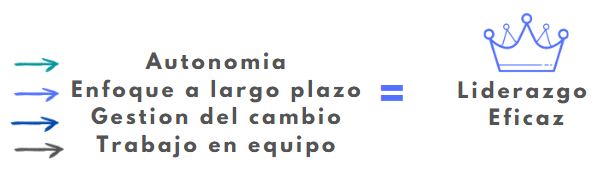 Autonomia
Enfoque a largo plazo
Gestion del cambio
Trabajo en equipo
=
Liderazgo
Eficaz